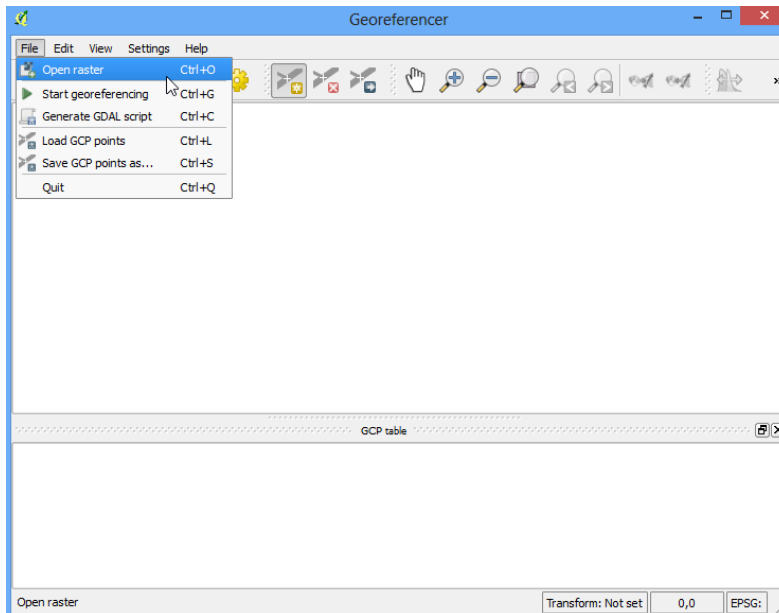 Georeferencer
File Edit View Settings Help
Open raster Ctrl+O
Start georeferencing Ctrl+G
Generate GDAL script Ctrl+C
Load GCP points Ctrl+L
Save GCP points as... Ctrl+S
Quit Ctrl+Q
GCP table
Open raster Transform: Not set 0,0 EPSG: